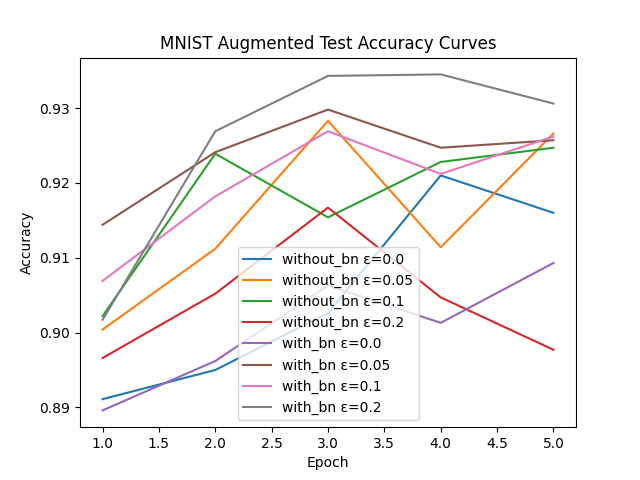 MNIST Augmented Test Accuracy Curves
Accuracy
0.93
0.92
0.91
0.90
0.89
without_bn ε=0.0
without_bn ε=0.05
without_bn ε=0.1
without_bn ε=0.2
with_bn ε=0.0
with_bn ε=0.05
with_bn ε=0.1
with_bn ε=0.2
1.0 1.5 2.0 2.5 3.0 3.5 4.0 4.5 5.0
Epoch